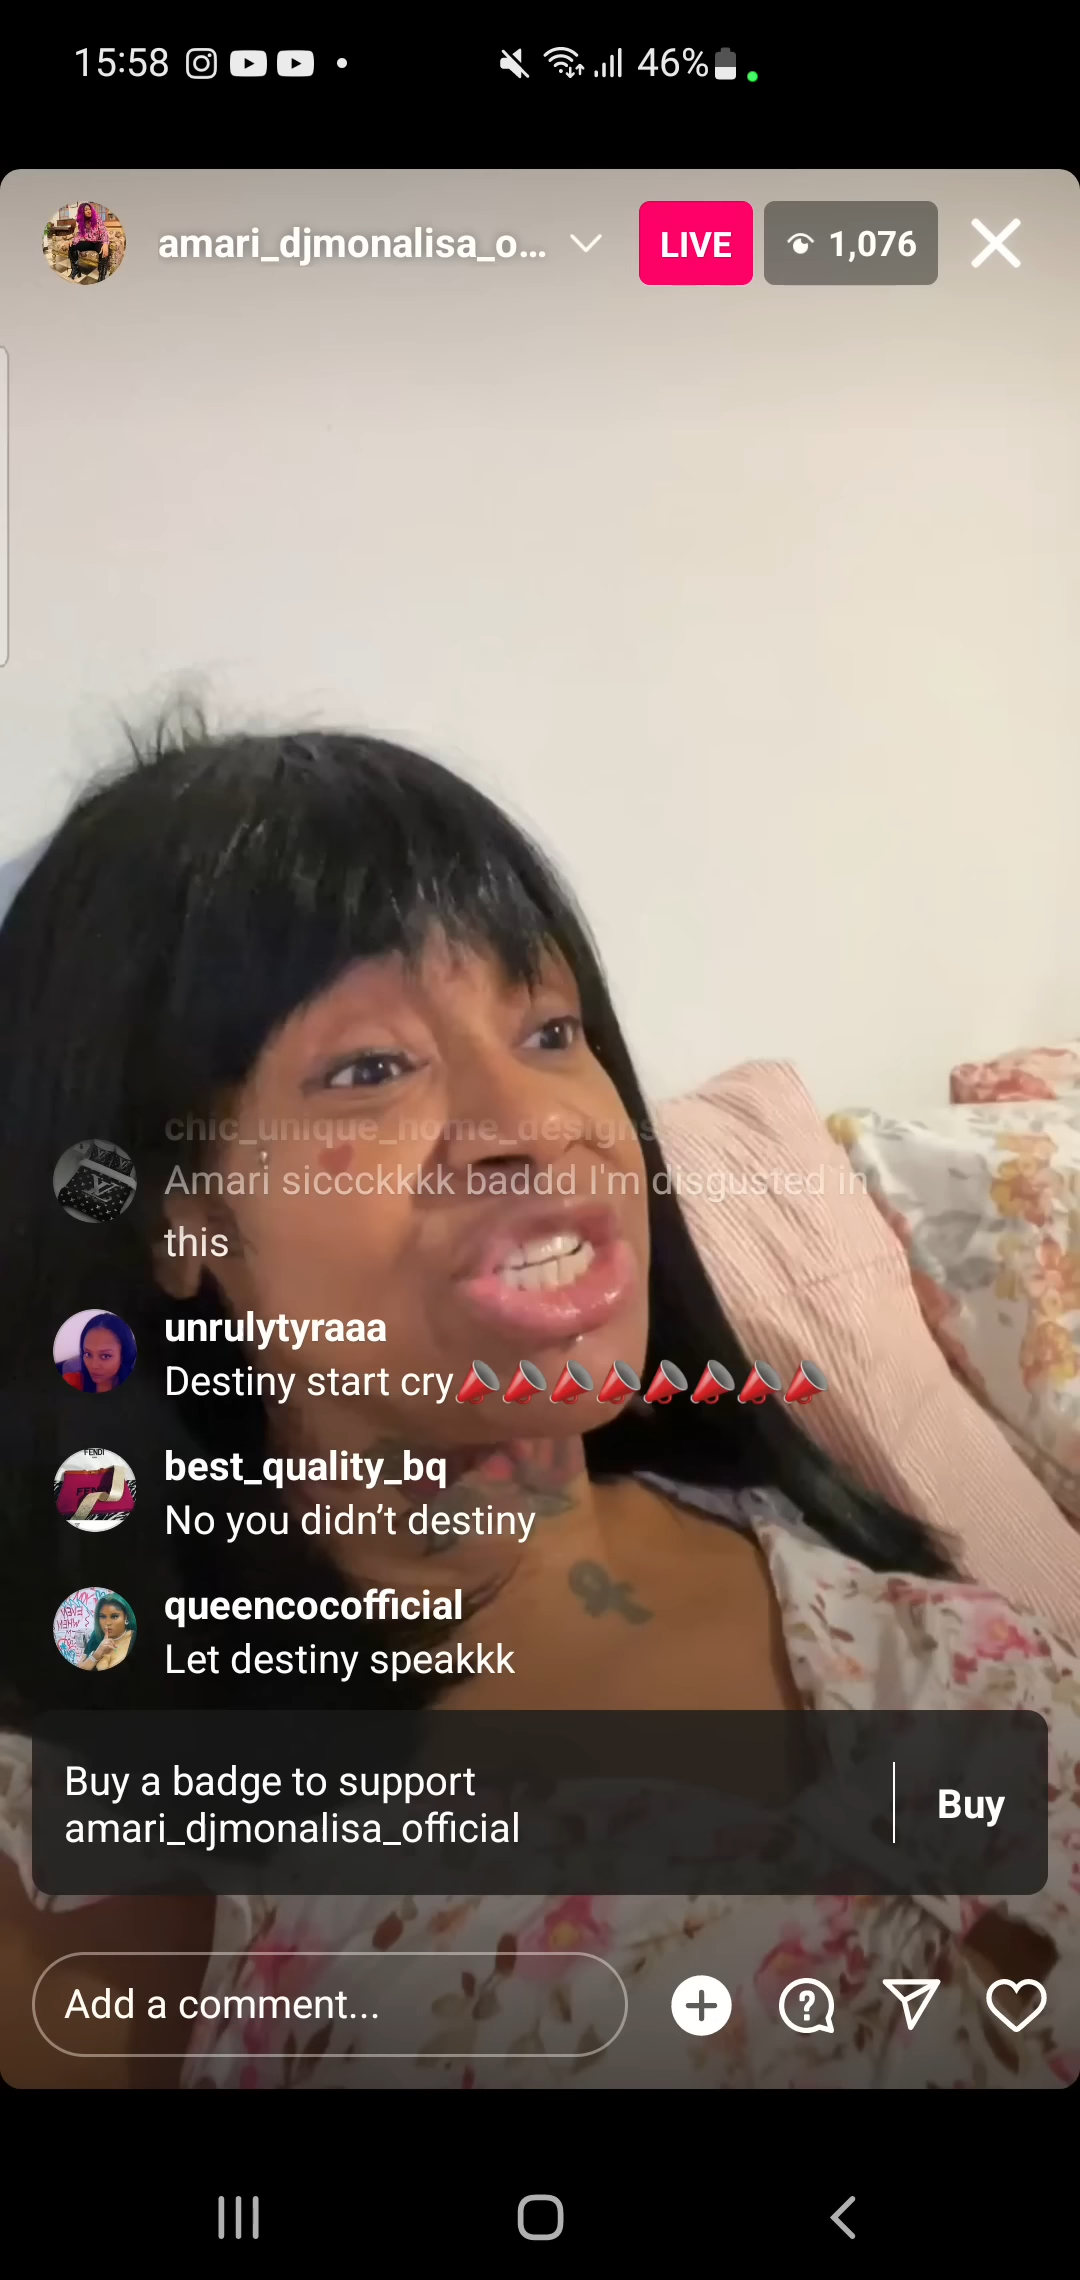 15:58
46%
amari_djmonalisa_o...
LIVE
1,076
chic_unique_home_designs
Amari siccckkkk baddd I'm disgusted in
this
unrulytyraaa
Destiny start cry📣📣📣📣📣📣📣📣
best_quality_bq
No you didn’t destiny
queencocofficial
Let destiny speakkk
Buy a badge to support
amari_djmonalisa_official
Buy
Add a comment...